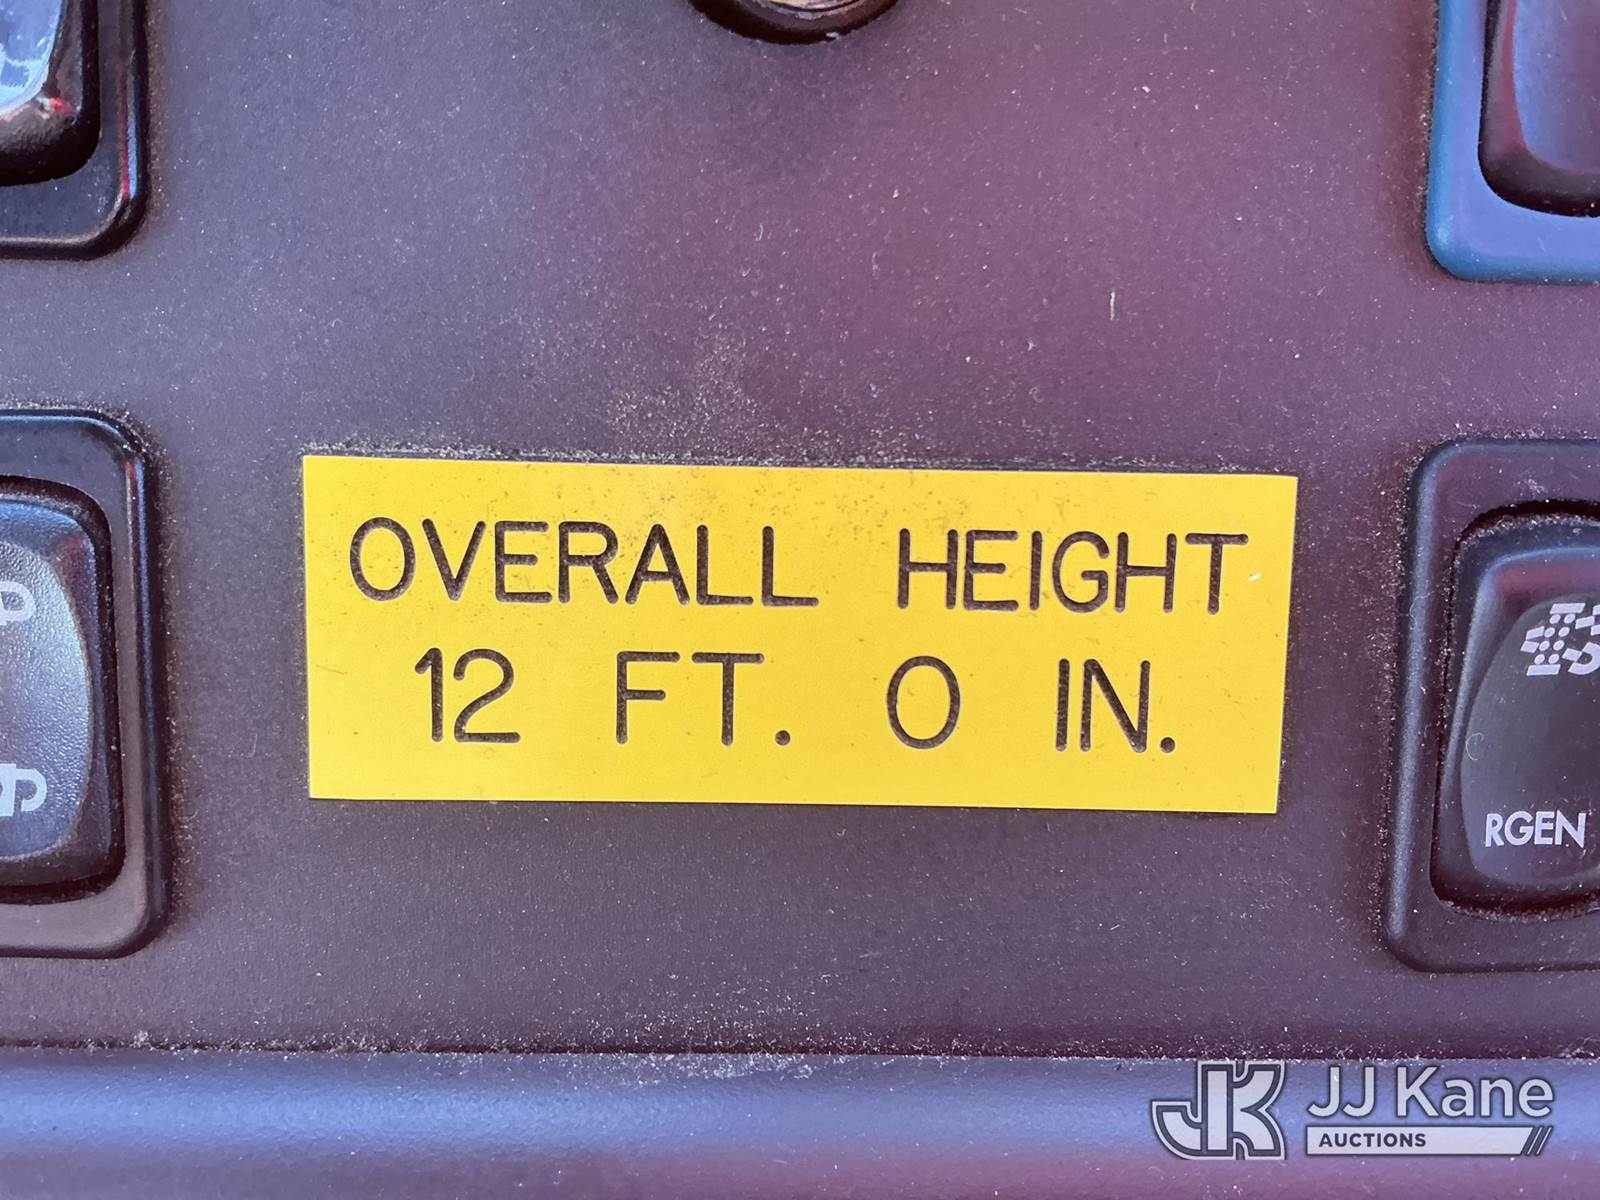 OVERALL HEIGHT
12 FT. 0 IN.
RGEN
JJ Kane
AUCTIONS